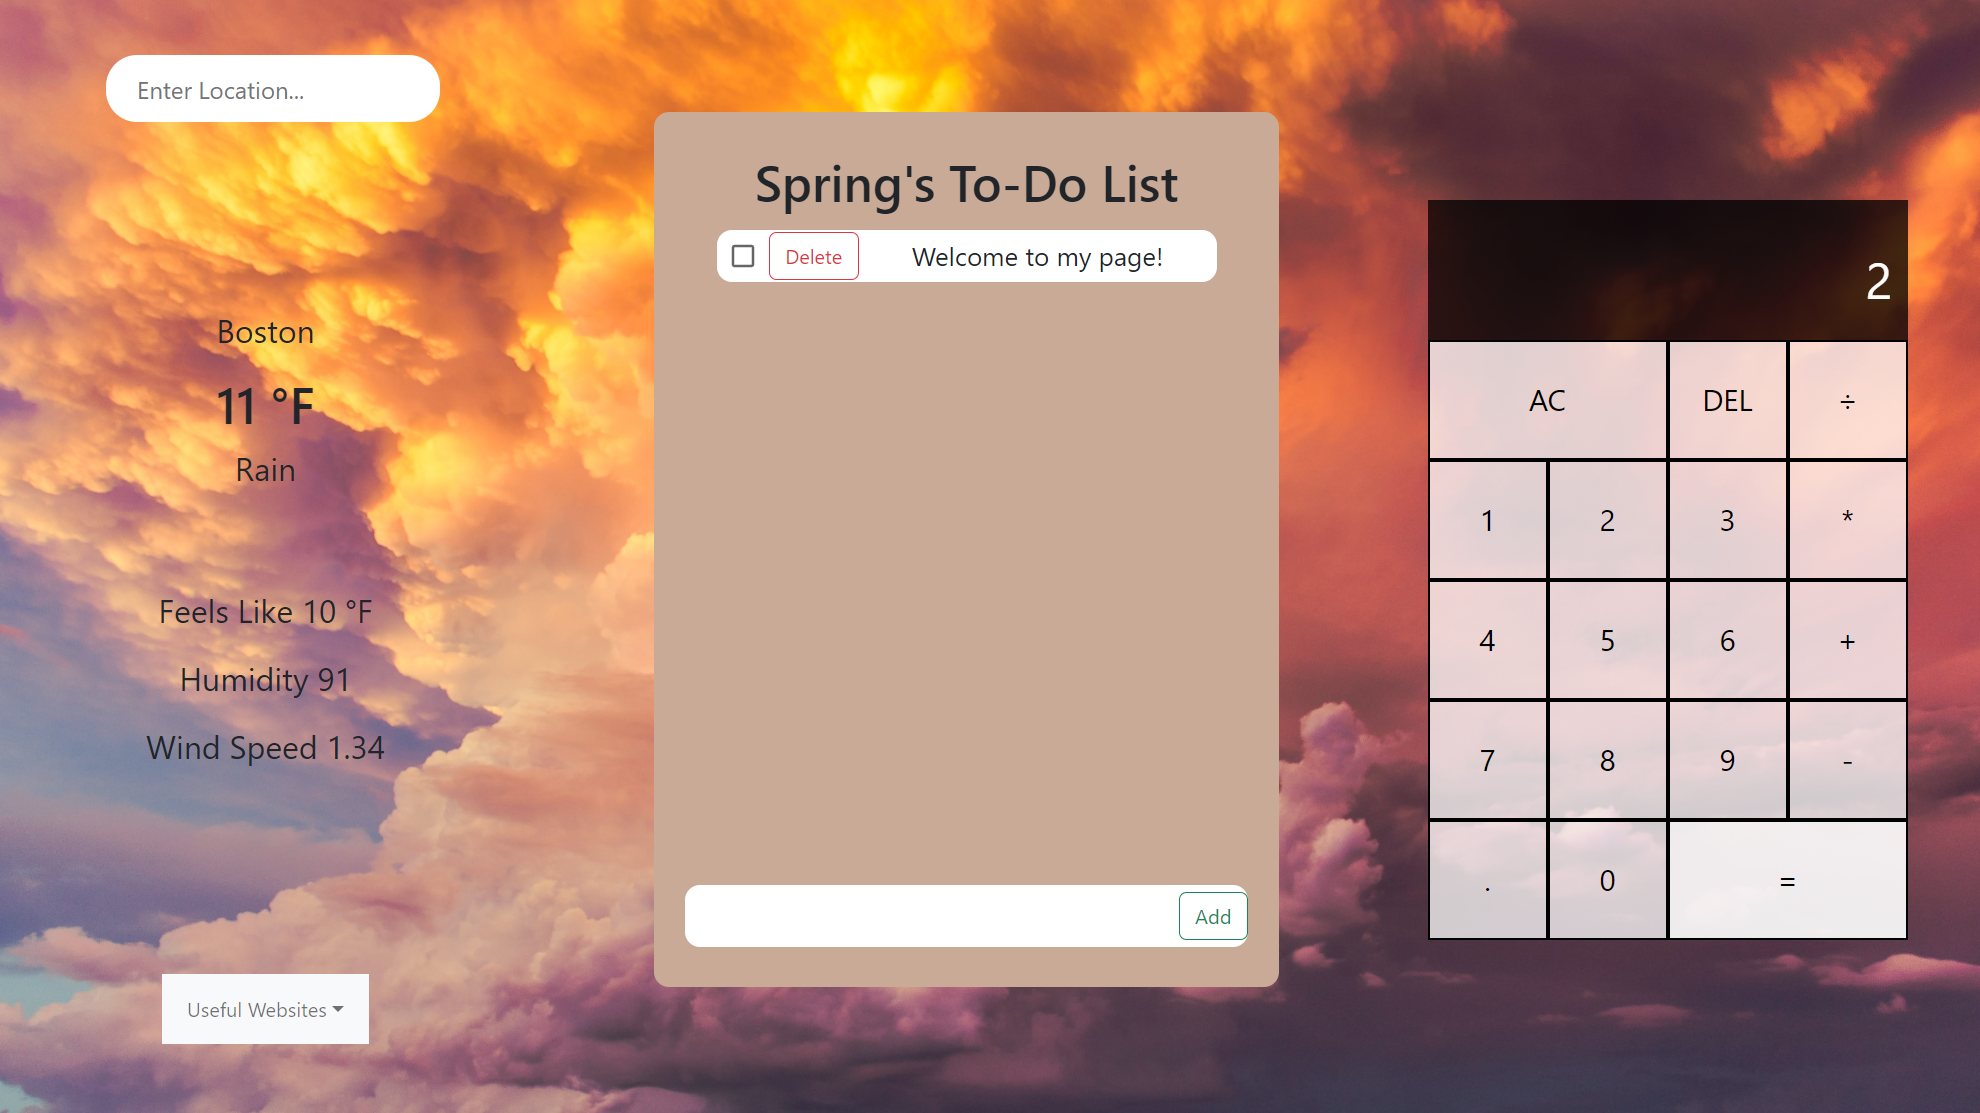 Enter Location...
Boston
11 °F
Rain
Feels Like 10 °F
Humidity 91
Wind Speed 1.34
Useful Websites
Spring's To-Do List
Delete Welcome to my page!
Add
2
AC DEL ÷
1 2 3 *
4 5 6 +
7 8 9 -
. 0 =